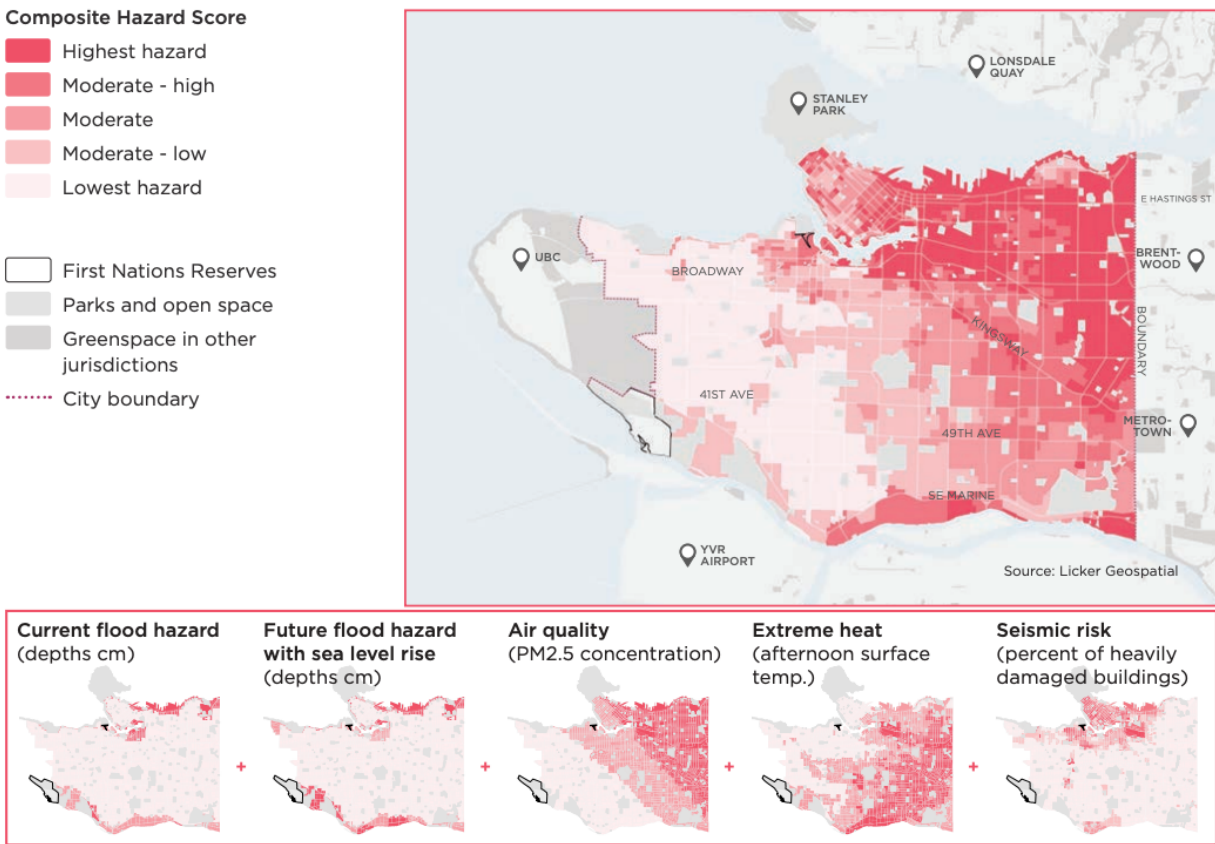 Composite Hazard Score
Highest hazard
Moderate - high
Moderate
Moderate - low
Lowest hazard
First Nations Reserves
Parks and open space
Greenspace in other
jurisdictions
City boundary
LONSDALE
QUAY
STANLEY
PARK
E HASTINGS ST
UBC
BROADWAY
BRENT-
WOOD
KINGSWAY
BOUNDARY
41ST AVE
49TH AVE
METRO-
TOWN
SE MARINE
YVR
AIRPORT
Source: Licker Geospatial
Current flood hazard
(depths cm)
+
Future flood hazard
with sea level rise
(depths cm)
+
Air quality
(PM2.5 concentration)
+
Extreme heat
(afternoon surface
temp.)
+
Seismic risk
(percent of heavily
damaged buildings)